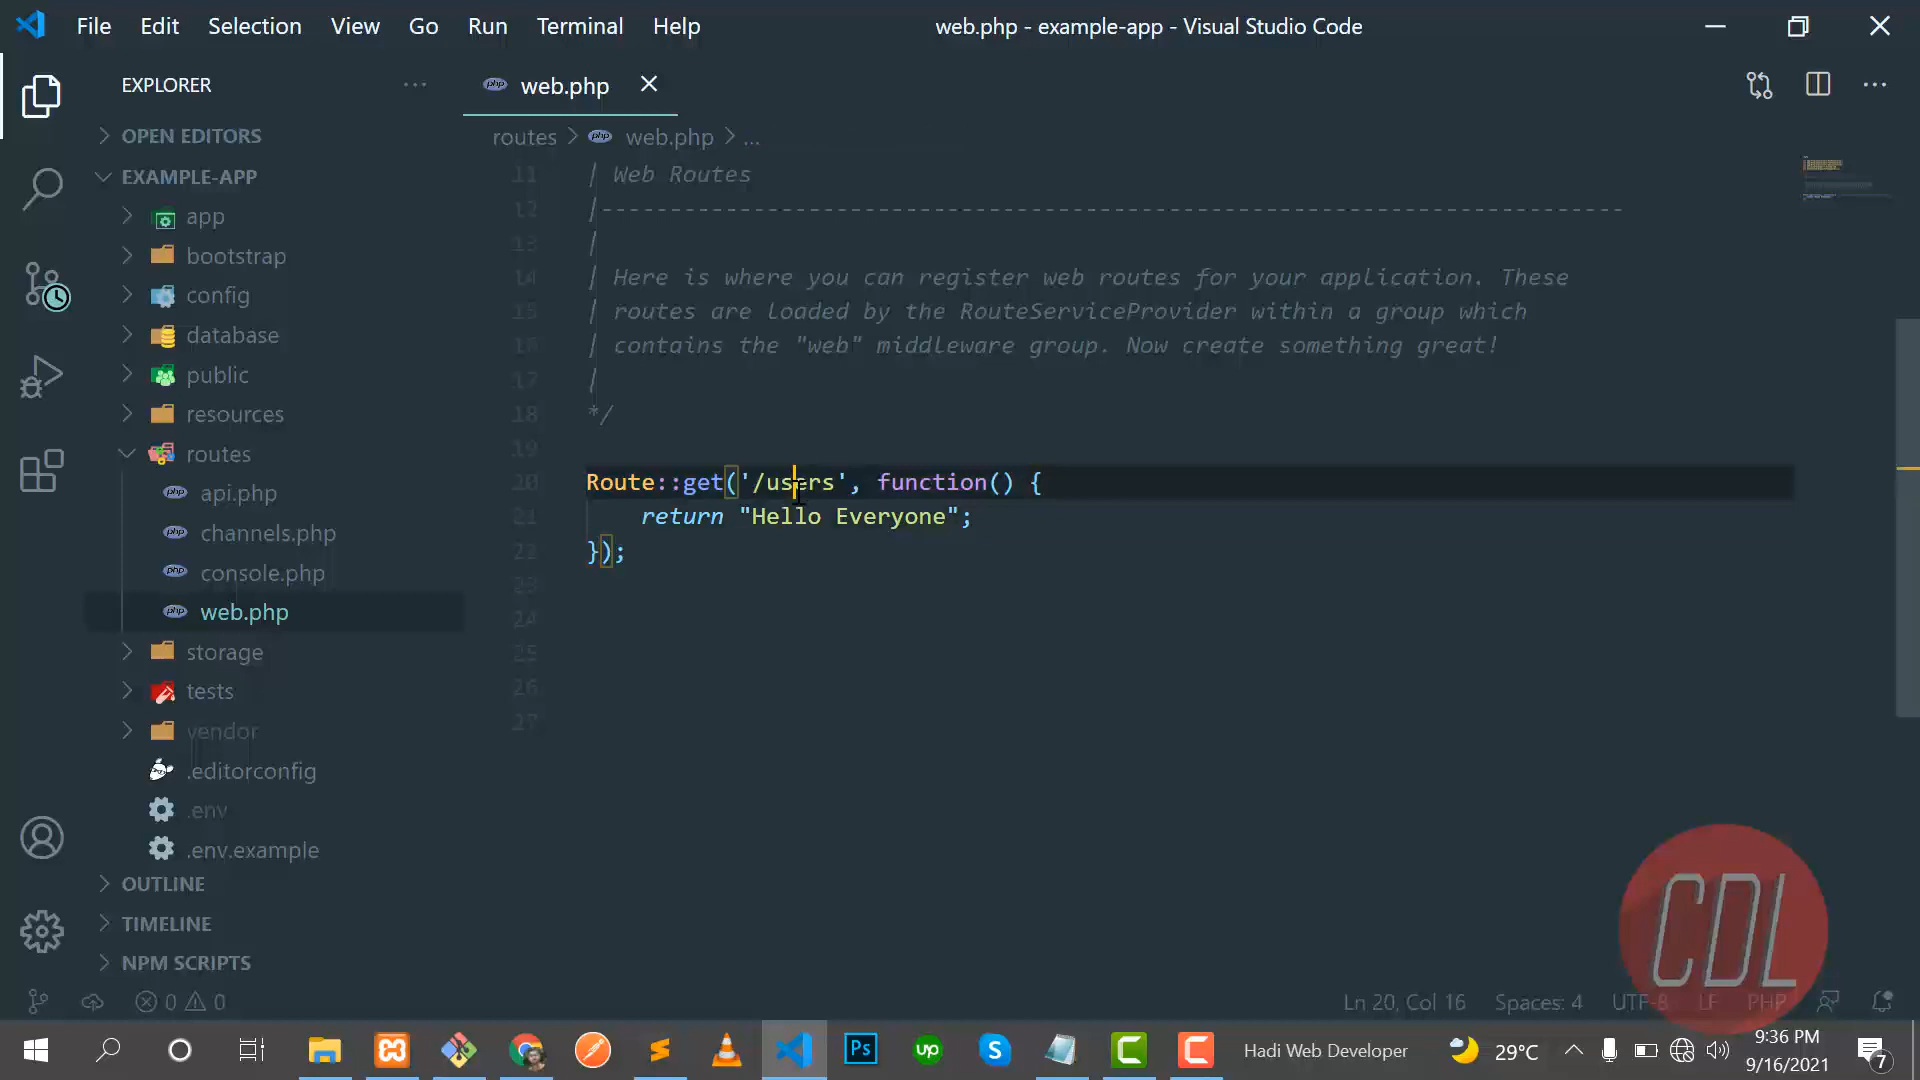 File Edit Selection View Go Run Terminal Help
web.php - example-app - Visual Studio Code
EXPLORER
OPEN EDITORS
EXAMPLE-APP
app
bootstrap
config
database
public
resources
routes
api.php
channels.php
console.php
web.php
storage
tests
vendor
.editorconfig
.env
.env.example
OUTLINE
TIMELINE
NPM SCRIPTS
php web.php
routes > php web.php > ...
11 | Web Routes
12 |--------------------------------------------------------------------------
13 |
14 | Here is where you can register web routes for your application. These
15 | routes are loaded by the RouteServiceProvider within a group which
16 | contains the "web" middleware group. Now create something great!
17 |
18 */
19
20 Route::get('/users', function() {
21 return "Hello Everyone";
22 });
23
24
25
26
27
CDL
0 0
Ln 20, Col 16 Spaces: 4 UTF-8 LF PHP
Ps
up
S
C
C
Hadi Web Developer
29°C
9:36 PM
9/16/2021
7